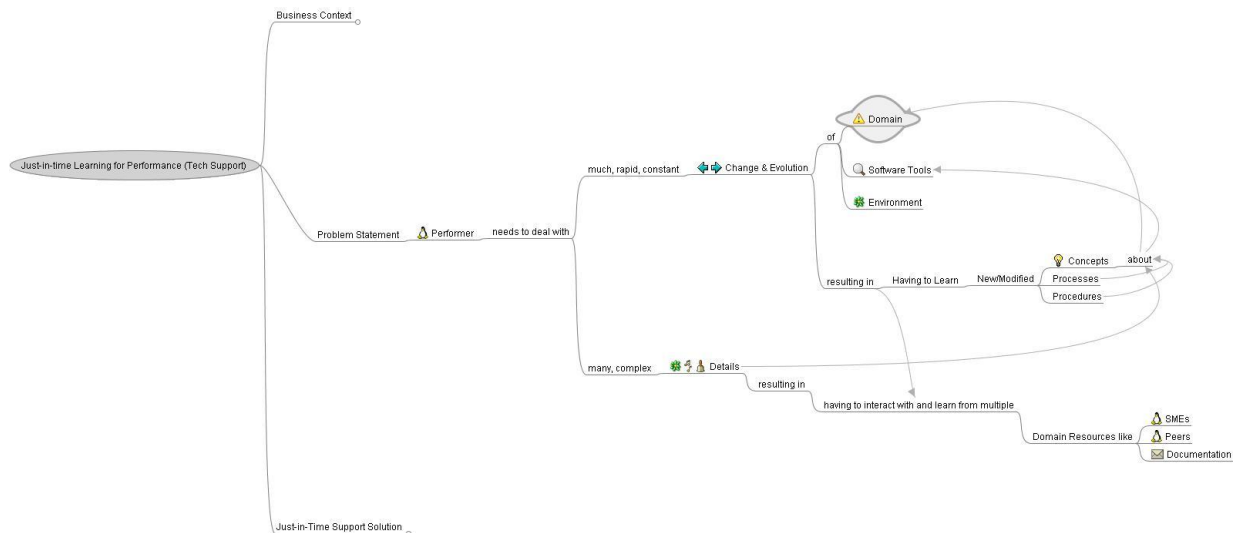 Business Context
Just-in-time Learning for Performance (Tech Support)
Problem Statement
Performer
needs to deal with
much, rapid, constant
Change & Evolution
of
Domain
Software Tools
Environment
resulting in
Having to Learn
New/Modified
Concepts
about
Processes
Procedures
many, complex
Details
resulting in
having to interact with and learn from multiple
Domain Resources like
SMEs
Peers
Documentation
Just-in-Time Support Solution